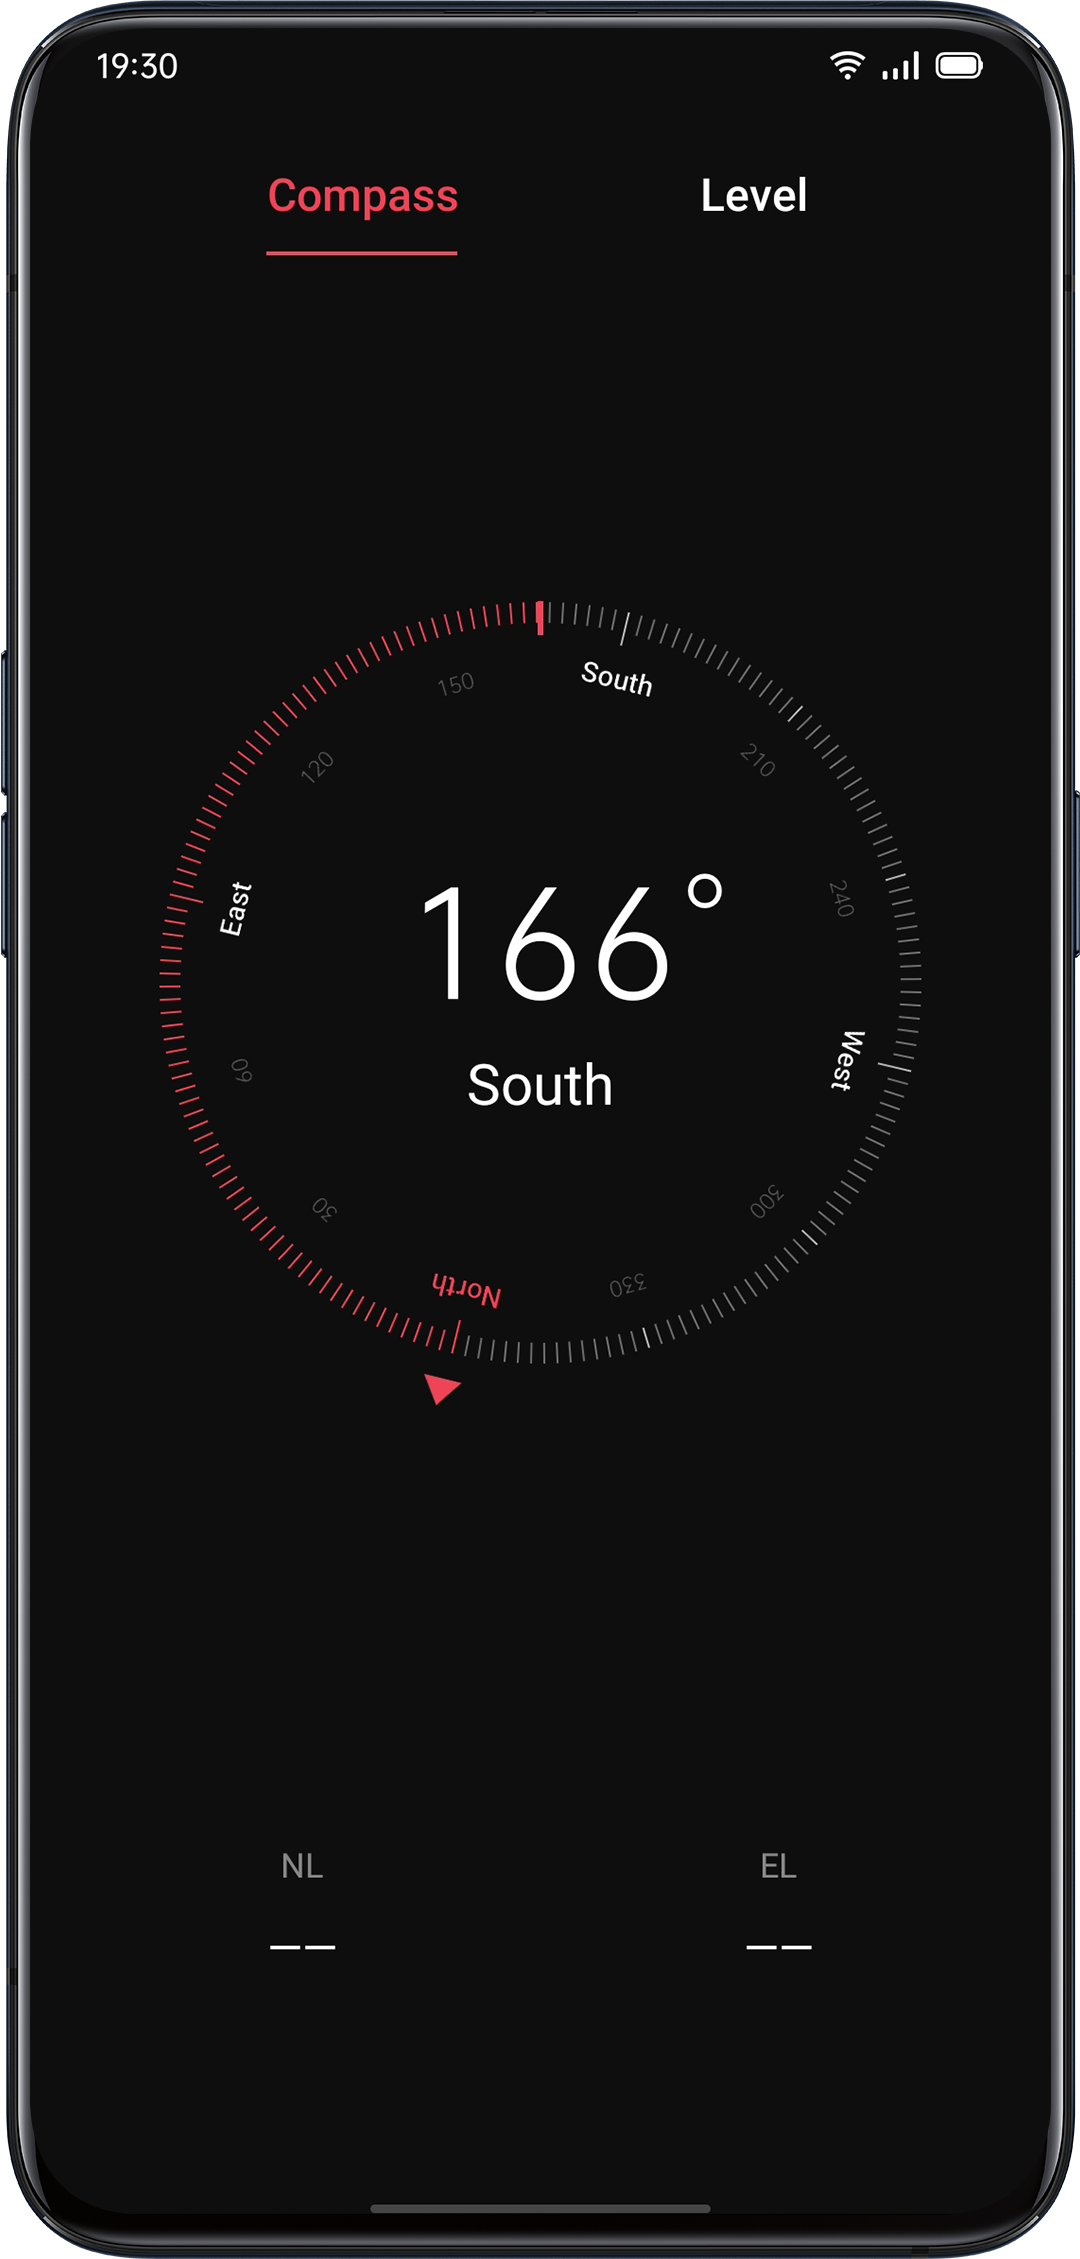 19:30
Compass
Level
South
150
210
120
240
East
166°
West
South
60
300
30
North
330
NL
EL
— —
— —